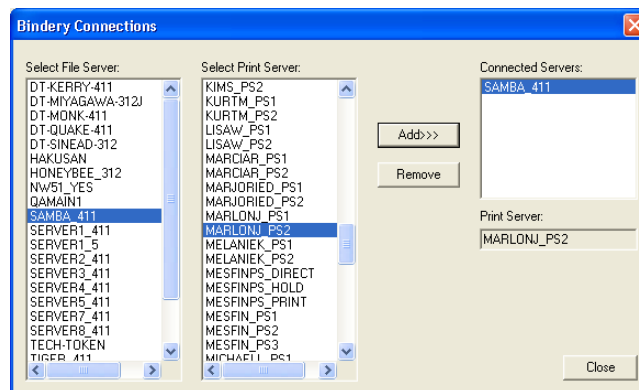 Bindery Connections
Select File Server:
DT-KERRY-411
DT-MIYAGAWA-312J
DT-MONK-411
DT-QUAKE-411
DT-SINEAD-312
HAKUSAN
HONEYBEE_312
NW51_YES
QAMAIN1
SAMBA_411
SERVER1_411
SERVER1_5
SERVER2_411
SERVER3_411
SERVER4_411
SERVER5_411
SERVER7_411
SERVER8_411
TECH-TOKEN
TIGER_411
Select Print Server:
KIMS_PS2
KURTM_PS1
KURTM_PS2
LISAW_PS1
LISAW_PS2
MARCIAR_PS1
MARCIAR_PS2
MARJORIED_PS1
MARJORIED_PS2
MARLONJ_PS1
MARLONJ_PS2
MELANIEK_PS1
MELANIEK_PS2
MESFINPS_DIRECT
MESFINPS_HOLD
MESFINPS_PRINT
MESFIN_PS1
MESFIN_PS2
MESFIN_PS3
MICHAELL_PS1
Add>>>
Remove
Connected Servers:
SAMBA_411
Print Server:
MARLONJ_PS2
Close